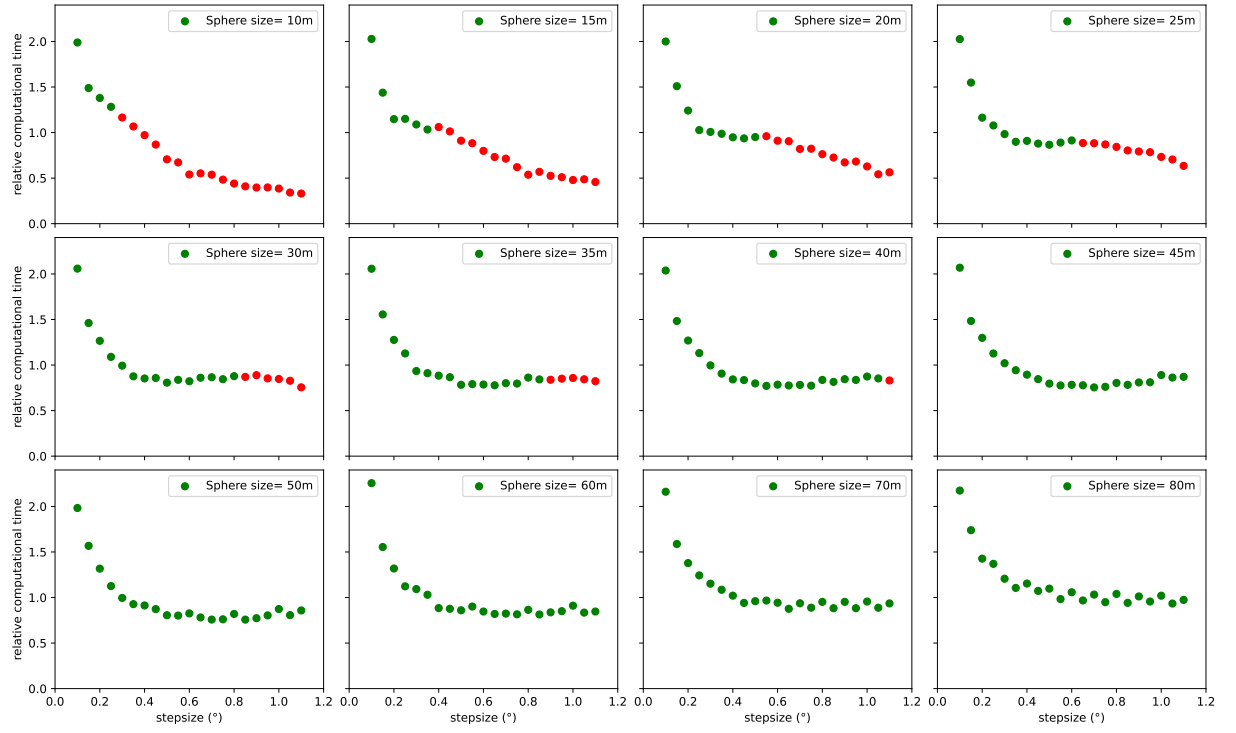 Sphere size= 10m
Sphere size= 15m
Sphere size= 20m
Sphere size= 25m
relative computational time
2.0
1.5
1.0
0.5
0.0
Sphere size= 30m
Sphere size= 35m
Sphere size= 40m
Sphere size= 45m
relative computational time
2.0
1.5
1.0
0.5
0.0
Sphere size= 50m
Sphere size= 60m
Sphere size= 70m
Sphere size= 80m
relative computational time
2.0
1.5
1.0
0.5
0.0
0.0 0.2 0.4 0.6 0.8 1.0 1.2
0.0 0.2 0.4 0.6 0.8 1.0 1.2
0.0 0.2 0.4 0.6 0.8 1.0 1.2
0.0 0.2 0.4 0.6 0.8 1.0 1.2
stepsize (°)
stepsize (°)
stepsize (°)
stepsize (°)